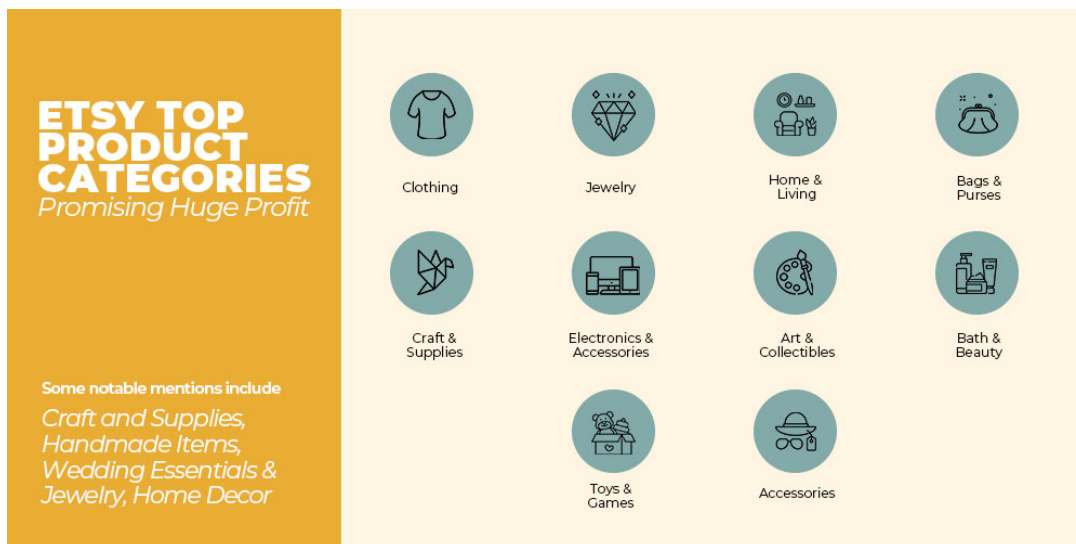 ETSY TOP
PRODUCT
CATEGORIES
Promising Huge Profit
Some notable mentions include
Craft and Supplies,
Handmade Items,
Wedding Essentials &
Jewelry, Home Decor
Clothing
Jewelry
Home &
Living
Bags &
Purses
Craft &
Supplies
Electronics &
Accessories
Art &
Collectibles
Bath &
Beauty
Toys &
Games
Accessories